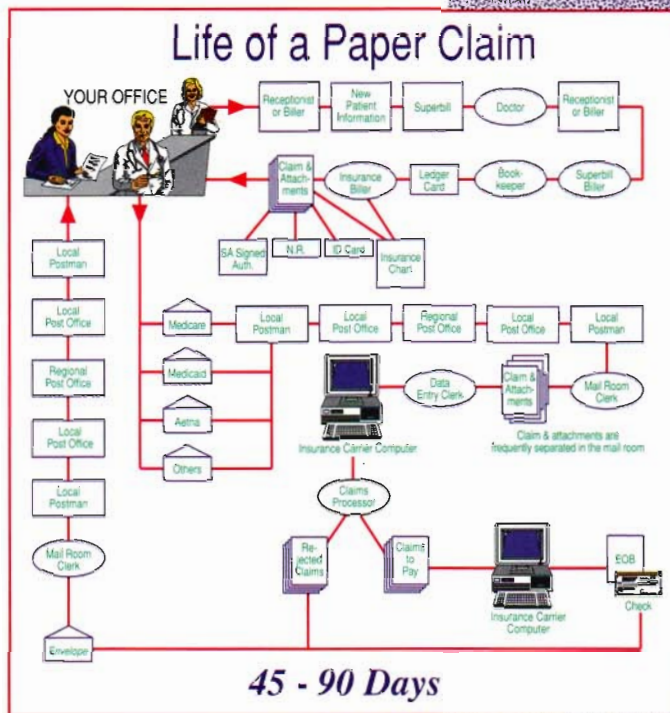 Life of a Paper Claim
YOUR OFFICE
Receptionist
or Biller
New
Patient
Information
Superbill
Doctor
Receptionist
or Biller
Claim &
Attach-
ments
Insurance
Biller
Ledger
Card
Book-
keeper
Superbill
Biller
SA Signed
Auth.
N.R.
ID Card
Insurance
Chart
Local
Postman
Local
Post Office
Regional
Post Office
Local
Post Office
Local
Postman
Mail Room
Clerk
Envelope
Medicare
Medicaid
Aetna
Others
Local
Postman
Local
Post Office
Regional
Post Office
Local
Post Office
Local
Postman
Insurance Carrier Computer
Data
Entry Clerk
Claim &
Attach-
ments
Mail Room
Clerk
Claim & attachments are
frequently separated in the mail room
Claims
Processor
Re-
jected
Claims
Claims
to
Pay
Insurance Carrier
Computer
EOB
Check
45 - 90 Days